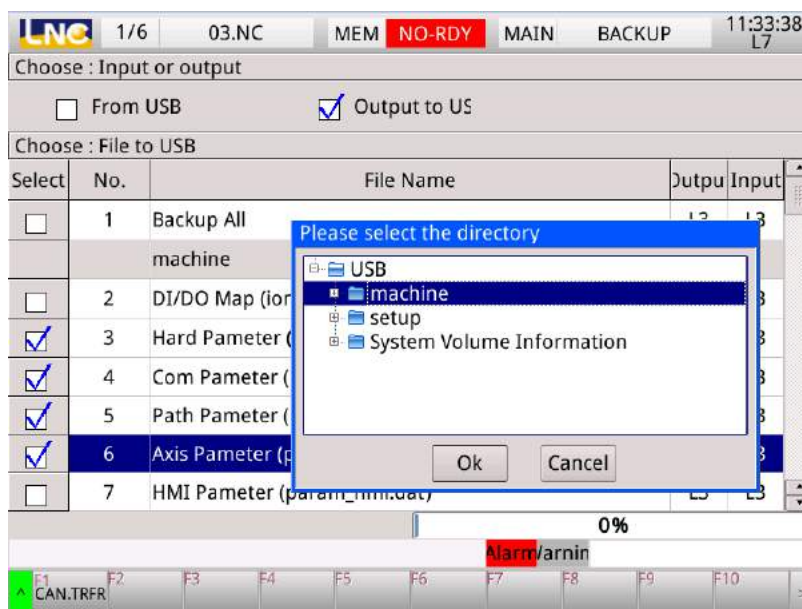 LNC 1/6 03.NC MEM NO-RDY MAIN BACKUP 11:33:38
L7
Choose : Input or output
From USB Output to US
Choose : File to USB
Select No. File Name Outpu Input
1 Backup All L3 L3
Please select the directory
machine
USB
2 DI/DO Map (ior
machine
setup
3 Hard Pameter (
System Volume Information
4 Com Pameter (
5 Path Pameter (
6 Axis Pameter (p
Ok Cancel
7 HMI Pameter (param_hmi.dat) L3 L3
0%
Alarm/arnin
F1 F2 F3 F4 F5 F6 F7 F8 F9 F10
^ CAN.TRFR